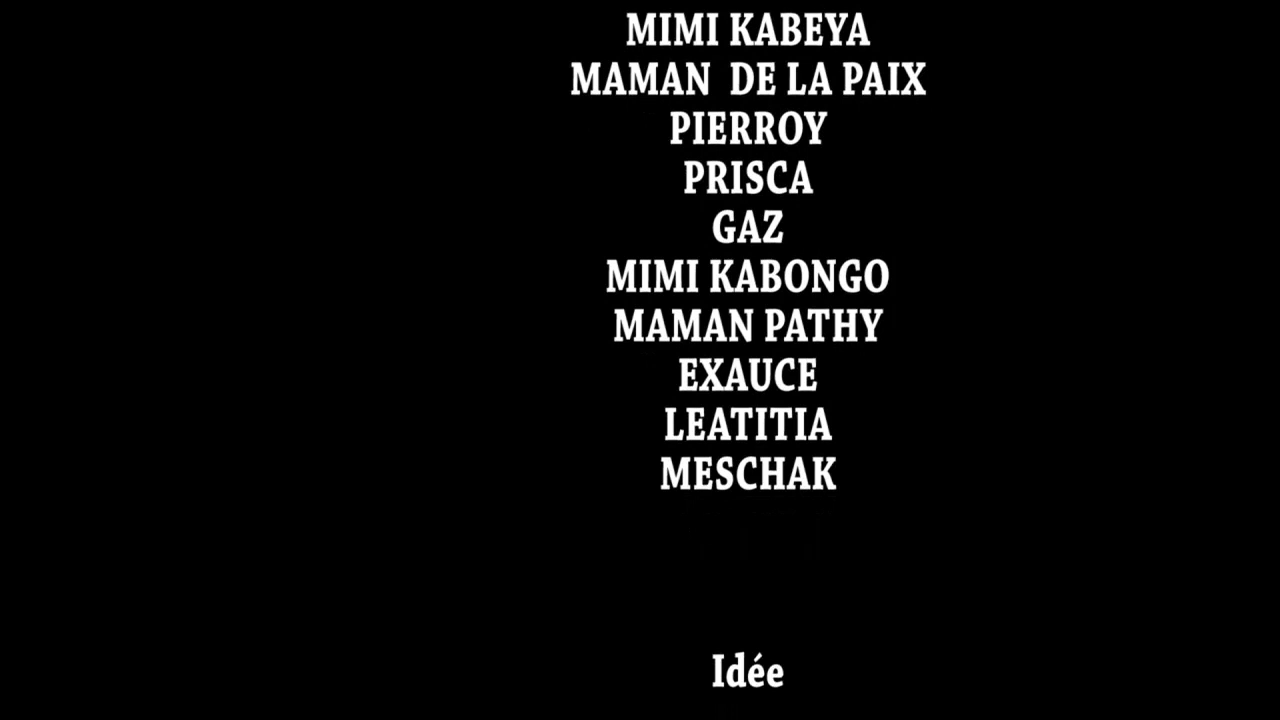 MIMI KABEYA
MAMAN DE LA PAIX
PIERROY
PRISCA
GAZ
MIMI KABONGO
MAMAN PATHY
EXAUCE
LEATITIA
MESCHAK
Idée